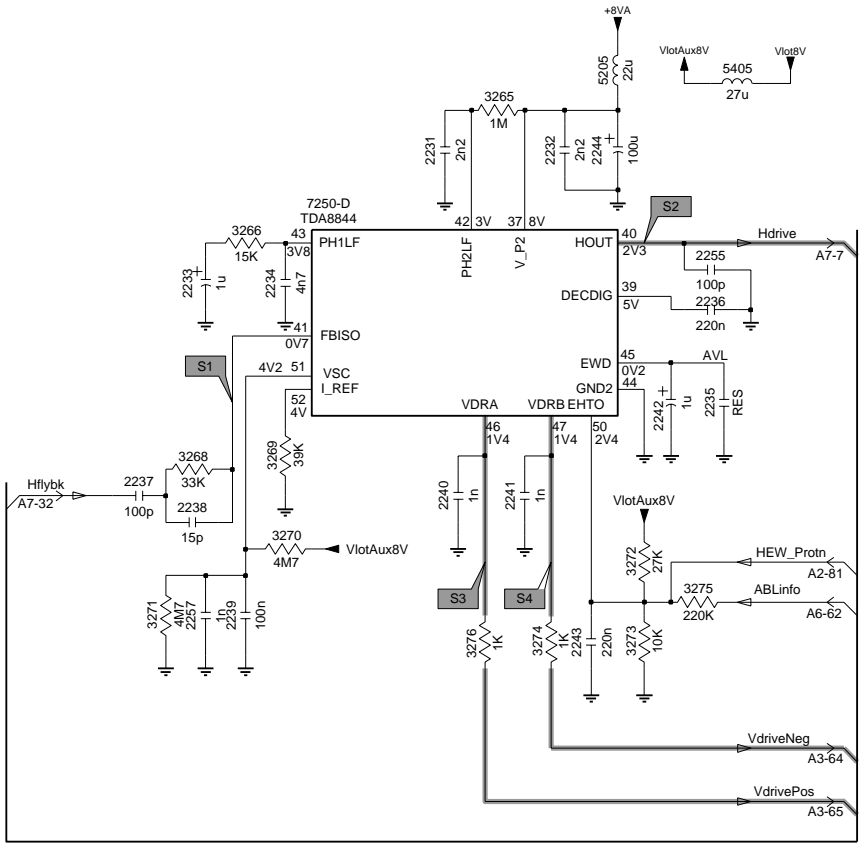 +8VA
VlotAux8V
Vlot8V
5205
22u
5405
27u
3265
1M
2231
2n2
2232
2n2
2244
100u
7250-D
TDA8844
42
3V
37
8V
S2
3266
15K
43
3V8
PH1LF
PH2LF
V_P2
HOUT
40
2V3
Hdrive
A7-7
2233
1u
2234
4n7
2255
100p
DECDIG
39
5V
2236
220n
41
0V7
FBISO
S1
4V2
51
VSC
I_REF
52
4V
EWD
45
0V2
AVL
GND2
44
VDRA
VDRB
EHTO
46
1V4
47
1V4
50
2V4
2242
1u
2235
RES
3269
39K
3268
33K
2237
100p
2238
15p
Hflybk
A7-32
2240
1n
2241
1n
VlotAux8V
3270
4M7
VlotAux8V
3272
27K
HEW_Protn
A2-81
S3
S4
3275
220K
ABLinfo
A6-62
3271
4M7
2257
1n
2239
100n
3276
1K
3274
1K
2243
220n
3273
10K
VdriveNeg
A3-64
VdrivePos
A3-65